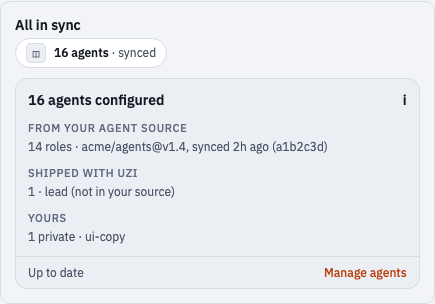 All in sync
16 agents · synced
16 agents configured i
FROM YOUR AGENT SOURCE
14 roles · acme/agents@v1.4, synced 2h ago (a1b2c3d)
SHIPPED WITH UZI
1 · lead (not in your source)
YOURS
1 private · ui-copy
Up to date Manage agents